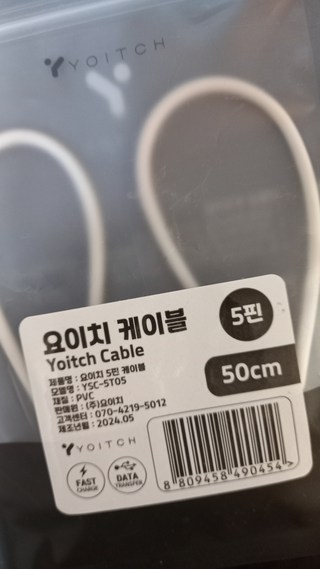 YOITCH
요이치 케이블
5핀
Yoitch Cable
50cm
제품명 : 요이치 5핀 케이블
모델명 : YSC-5T05
재질 : PVC
판매원 : (주)요이치
고객센터 : 070-4219-5012
제조년월 : 2024.05
YOITCH
FAST
CHARGE
DATA
TRANSFER
8 809458 490454 >